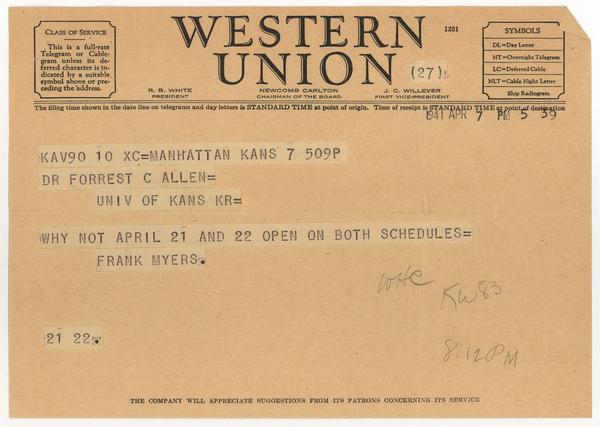 CLASS OF SERVICE
This is a full-rate
Telegram or Cable-
gram unless its de-
ferred character is in-
dicated by a suitable
symbol above or pre-
ceding the address.
WESTERN
UNION
1201
(27).
R. B. WHITE
PRESIDENT
NEWCOMB CARLTON
CHAIRMAN OF THE BOARD
J. C. WILLEVER
FIRST VICE-PRESIDENT
SYMBOLS
DL=Day Letter
NT=Overnight Telegram
LC=Deferred Cable
NLT=Cable Night Letter
Ship Radiogram
The filing time shown in the date line on telegrams and day letters is STANDARD TIME at point of origin. Time of receipt is STANDARD TIME at point of destination
1941 APR 7 PM 5 39
KAV90 10 XC=MANHATTAN KANS 7 509P
DR FORREST C ALLEN=
UNIV OF KANS KR=
WHY NOT APRIL 21 AND 22 OPEN ON BOTH SCHEDULES=
FRANK MYERS.
WHC
KW83
21 22.
8:12PM
THE COMPANY WILL APPRECIATE SUGGESTIONS FROM ITS PATRONS CONCERNING ITS SERVICE